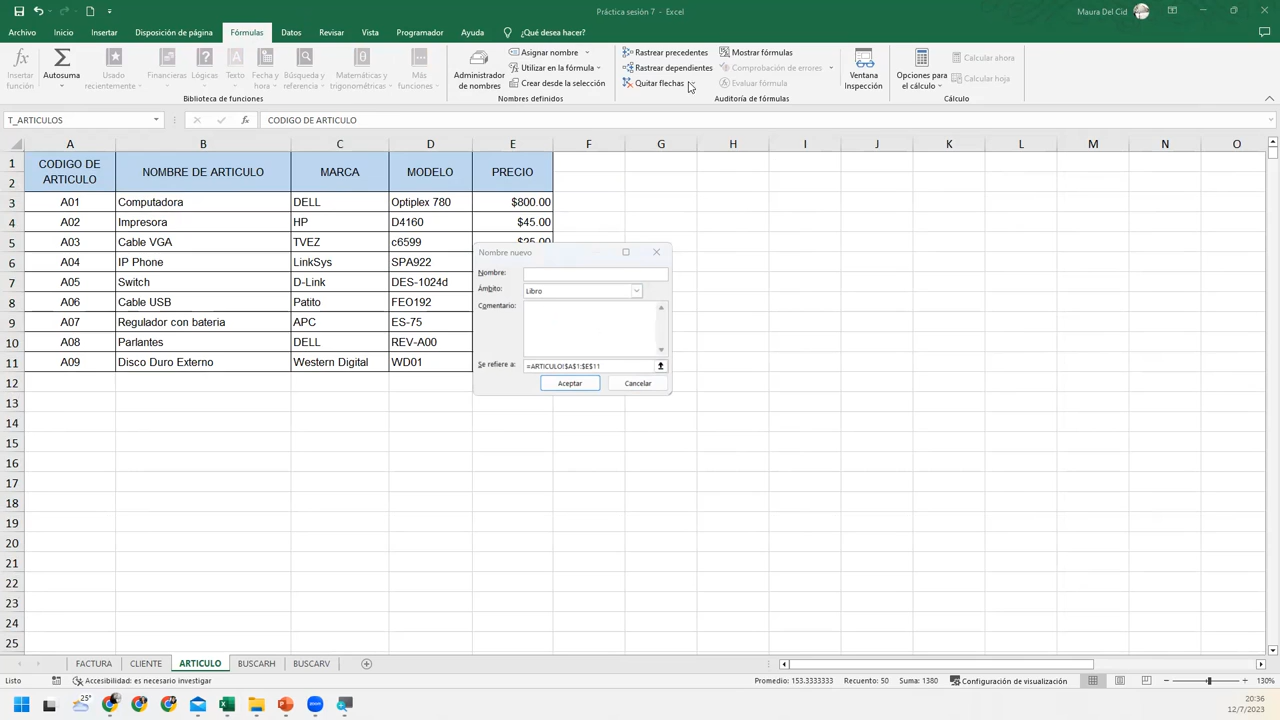 Práctica sesión 7 - Excel
Maura Del Cid
Archivo Inicio Insertar Disposición de página Fórmulas Datos Revisar Vista Programador Ayuda ¿Qué desea hacer?
Insertar función
Autosuma
Usado recientemente
Financieras
Lógicas
Texto
Fecha y hora
Búsqueda y referencia
Matemáticas y trigonométricas
Más funciones
Biblioteca de funciones
Administrador de nombres
Asignar nombre
Utilizar en la fórmula
Crear desde la selección
Nombres definidos
Rastrear precedentes
Rastrear dependientes
Quitar flechas
Mostrar fórmulas
Comprobación de errores
Evaluar fórmula
Auditoría de fórmulas
Ventana Inspección
Opciones para el cálculo
Calcular ahora
Calcular hoja
Cálculo
T_ARTICULOS fx CODIGO DE ARTICULO
A B C D E F G H I J K L M N O
1 CODIGO DE
2 ARTICULO NOMBRE DE ARTICULO MARCA MODELO PRECIO
3 A01 Computadora DELL Optiplex 780 $800.00
4 A02 Impresora HP D4160 $45.00
5 A03 Cable VGA TVEZ c6599 $25.00
6 A04 IP Phone LinkSys SPA922
7 A05 Switch D-Link DES-1024d
8 A06 Cable USB Patito FEO192
9 A07 Regulador con bateria APC ES-75
10 A08 Parlantes DELL REV-A00
11 A09 Disco Duro Externo Western Digital WD01
12
13
14
15
16
17
18
19
20
21
22
23
24
25
Nombre nuevo
Nombre:
Ámbito: Libro
Comentario:
Se refiere a: =ARTICULO!$A$1:$E$11
Aceptar Cancelar
FACTURA CLIENTE ARTICULO BUSCARH BUSCARV
Listo Accesibilidad: es necesario investigar Promedio: 153.3333333 Recuento: 50 Suma: 1380 Configuración de visualización 130%
25°
20:36
12/7/2023